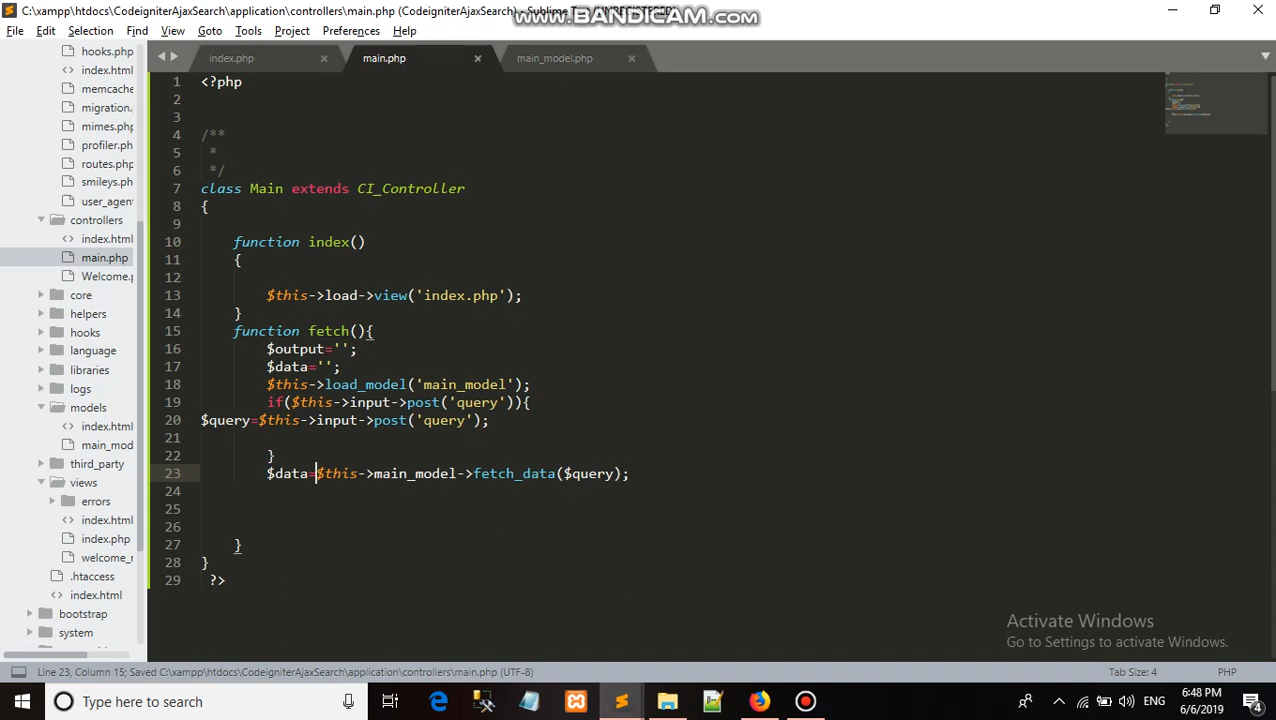 C:\xampp\htdocs\CodeigniterAjaxSearch\application\controllers\main.php (CodeigniterAjaxSearch) - Sublime
www.BANDICAM.com
File Edit Selection Find View Goto Tools Project Preferences Help
index.php main.php main_model.php
hooks.php
index.html
memcache
migration.
mimes.php
profiler.ph
routes.php
smileys.ph
user_agent
controllers
index.html
main.php
Welcome.p
core
helpers
hooks
language
libraries
logs
models
index.html
main_mod
third_party
views
errors
index.html
index.php
welcome_m
.htaccess
index.html
bootstrap
system
1 <?php
2
3
4 /**
5 *
6 */
7 class Main extends CI_Controller
8 {
9
10 function index()
11 {
12
13 $this->load->view('index.php');
14 }
15 function fetch(){
16 $output='';
17 $data='';
18 $this->load_model('main_model');
19 if($this->input->post('query')){
20 $query=$this->input->post('query');
21
22 }
23 $data=$this->main_model->fetch_data($query);
24
25
26
27 }
28 }
29 ?>
Activate Windows
Go to Settings to activate Windows.
Line 23, Column 15; Saved C:\xampp\htdocs\CodeigniterAjaxSearch\application\controllers\main.php (UTF-8) Tab Size: 4 PHP
Type here to search
ENG
6:48 PM
6/6/2019
4